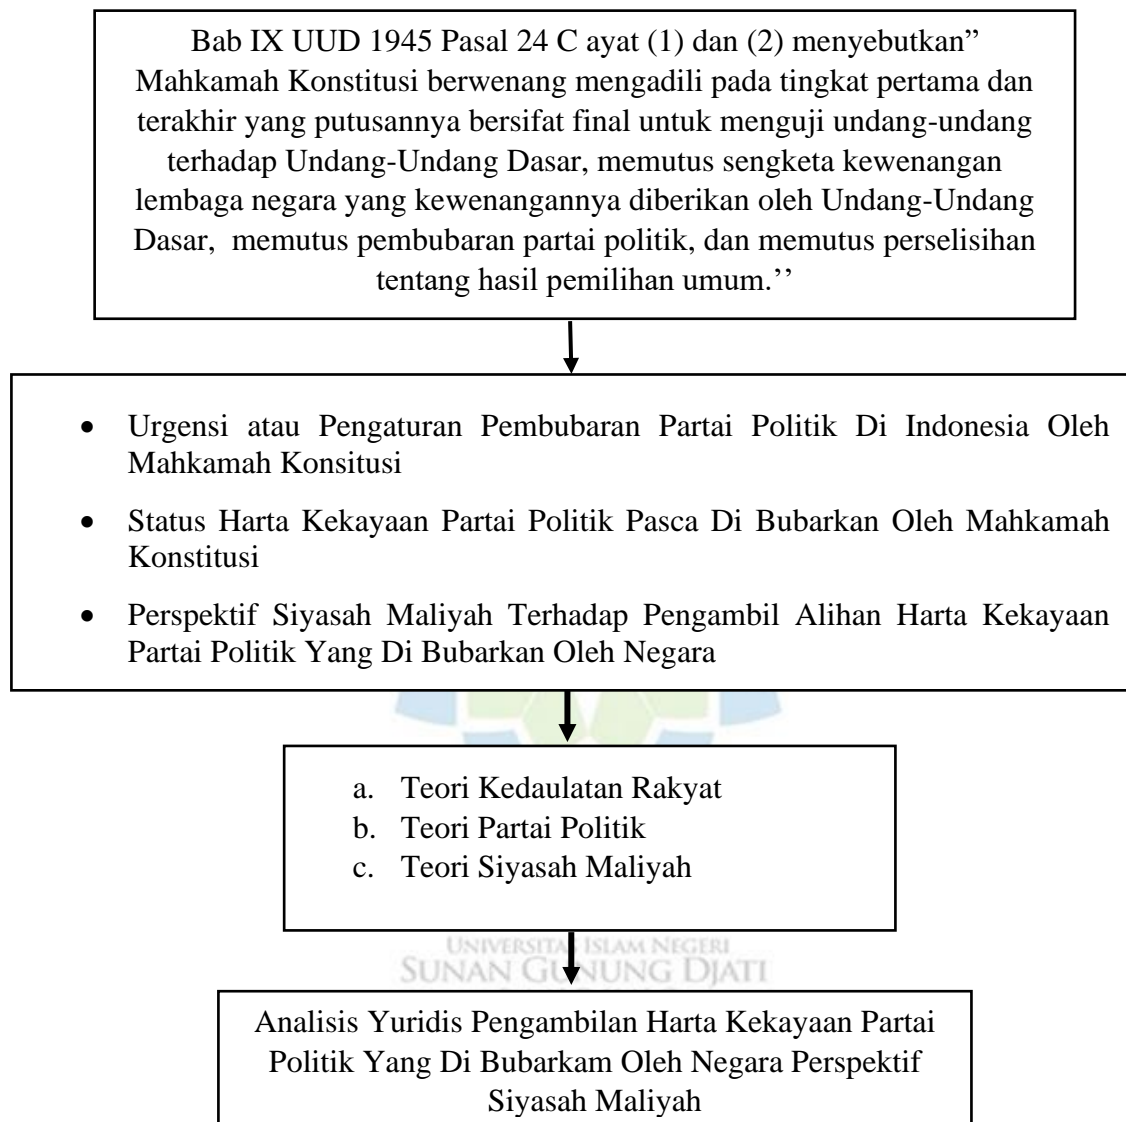 Bab IX UUD 1945 Pasal 24 C ayat (1) dan (2) menyebutkan”
Mahkamah Konstitusi berwenang mengadili pada tingkat pertama dan
terakhir yang putusannya bersifat final untuk menguji undang-undang
terhadap Undang-Undang Dasar, memutus sengketa kewenangan
lembaga negara yang kewenangannya diberikan oleh Undang-Undang
Dasar,  memutus pembubaran partai politik, dan memutus perselisihan
tentang hasil pemilihan umum.’’
• Urgensi atau Pengaturan Pembubaran Partai Politik Di Indonesia Oleh
Mahkamah Konsitusi
• Status Harta Kekayaan Partai Politik Pasca Di Bubarkan Oleh Mahkamah
Konstitusi
• Perspektif Siyasah Maliyah Terhadap Pengambil Alihan Harta Kekayaan
Partai Politik Yang Di Bubarkan Oleh Negara
a. Teori Kedaulatan Rakyat
b. Teori Partai Politik
c. Teori Siyasah Maliyah
UNIVERSITAS ISLAM NEGERI
SUNAN GUNUNG DJATI
Analisis Yuridis Pengambilan Harta Kekayaan Partai
Politik Yang Di Bubarkam Oleh Negara Perspektif
Siyasah Maliyah